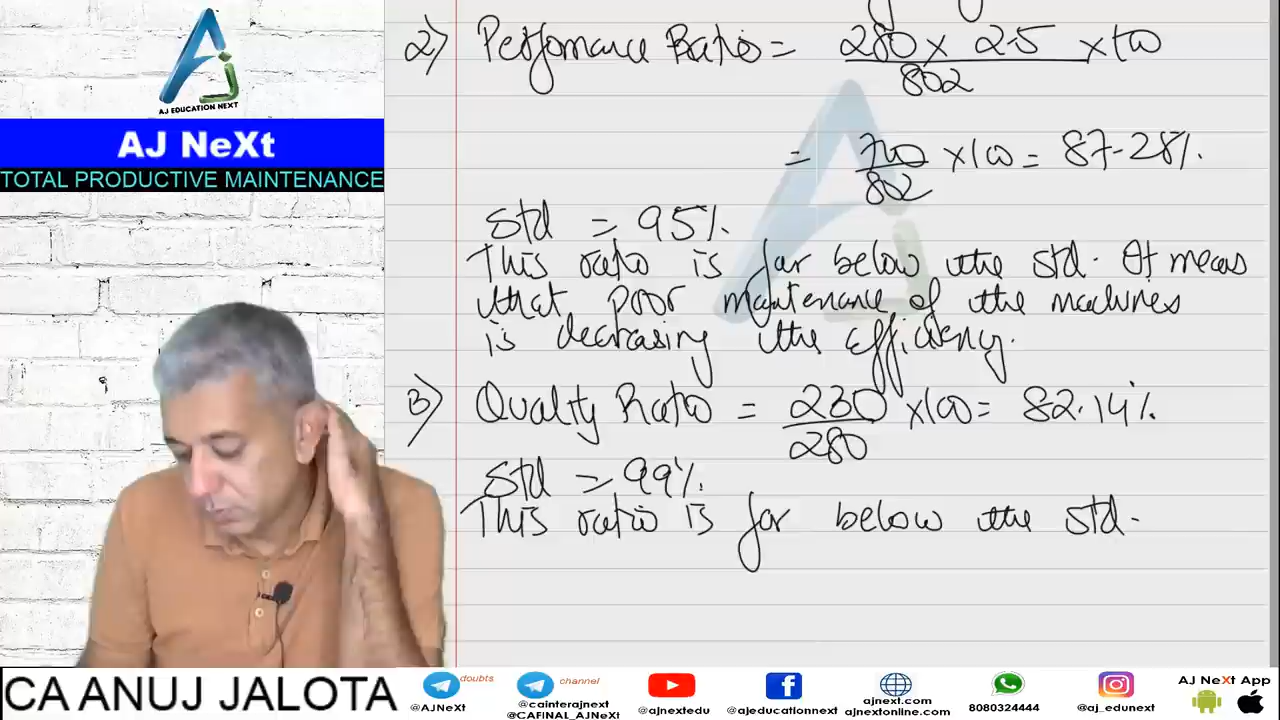 AJ EDUCATION NEXT
AJ NeXt
TOTAL PRODUCTIVE MAINTENANCE
2) Performance Ratio = 280 x 2.5 x 100
802
= 700 x 100 = 87.28%.
802
Std = 95%.
This ratio is far below the std. It means
that poor maintenance of the machines
is decreasing the efficiency.
3) Quality Ratio = 230 x 100 = 82.14%.
280
Std = 99%.
This ratio is far below the std.
CA ANUJ JALOTA
doubts
@AJNeXt
channel
@cainterajnext
@CAFINAL_AJNeXt
@ajnextedu
@ajeducationnext
ajnext.com
ajnextonline.com
8080324444
@aj_edunext
AJ NeXt App